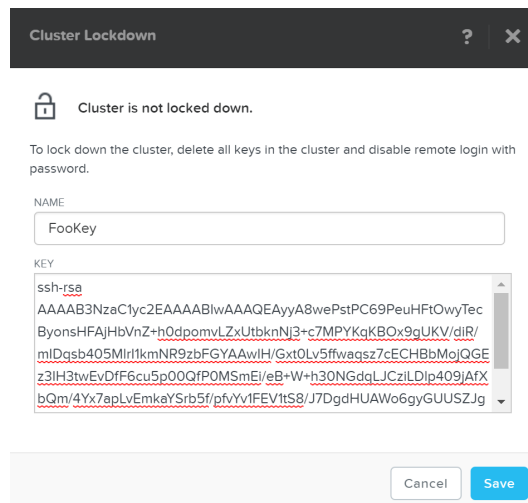 Cluster Lockdown ? ×
Cluster is not locked down.
To lock down the cluster, delete all keys in the cluster and disable remote login with
password.
NAME
FooKey
KEY
ssh-rsa
AAAAB3NzaC1yc2EAAAABIwAAAQEAyyA8wePstPC69PeuHFtOwyTec
ByonsHFAjHbVnZ+h0dpomvLZxUtbknNj3+c7MPYKqKBOx9gUKV/diR/
mIDqsb405MlrI1kmNR9zbFGYAAwIH/Gxt0Lv5ffwaqsz7cECHBbMojQGE
z3IH3twEvDfF6cu5p00QfP0MSmEi/eB+W+h30NGdqLJCziLDlp409jAfX
bQm/4Yx7apLvEmkaYSrb5f/pfvYv1FEV1tS8/J7DgdHUAWo6gyGUUSZJg
Cancel Save